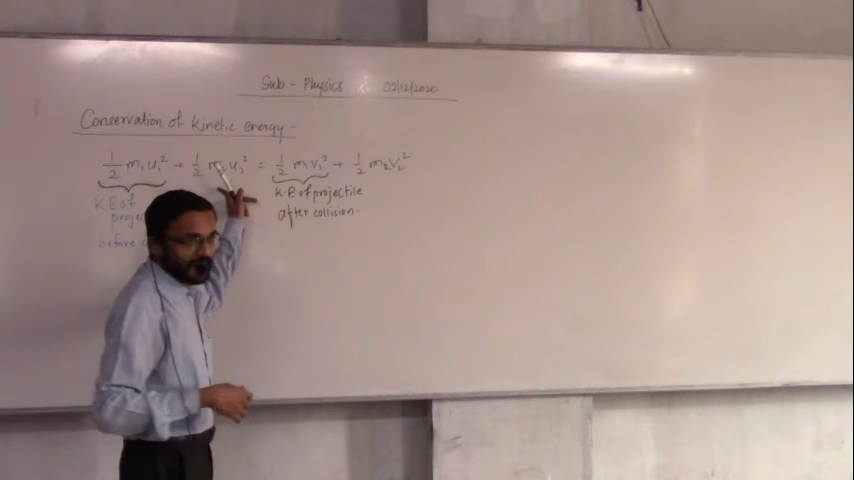 Sub - Physics 02/12/2020
Conservation of kinetic energy -
1/2 m₁u₁² + 1/2 m₂u₂² = 1/2 m₁v₁² + 1/2 m₂v₂²
K.E of K.E of projectile
after collision.
before